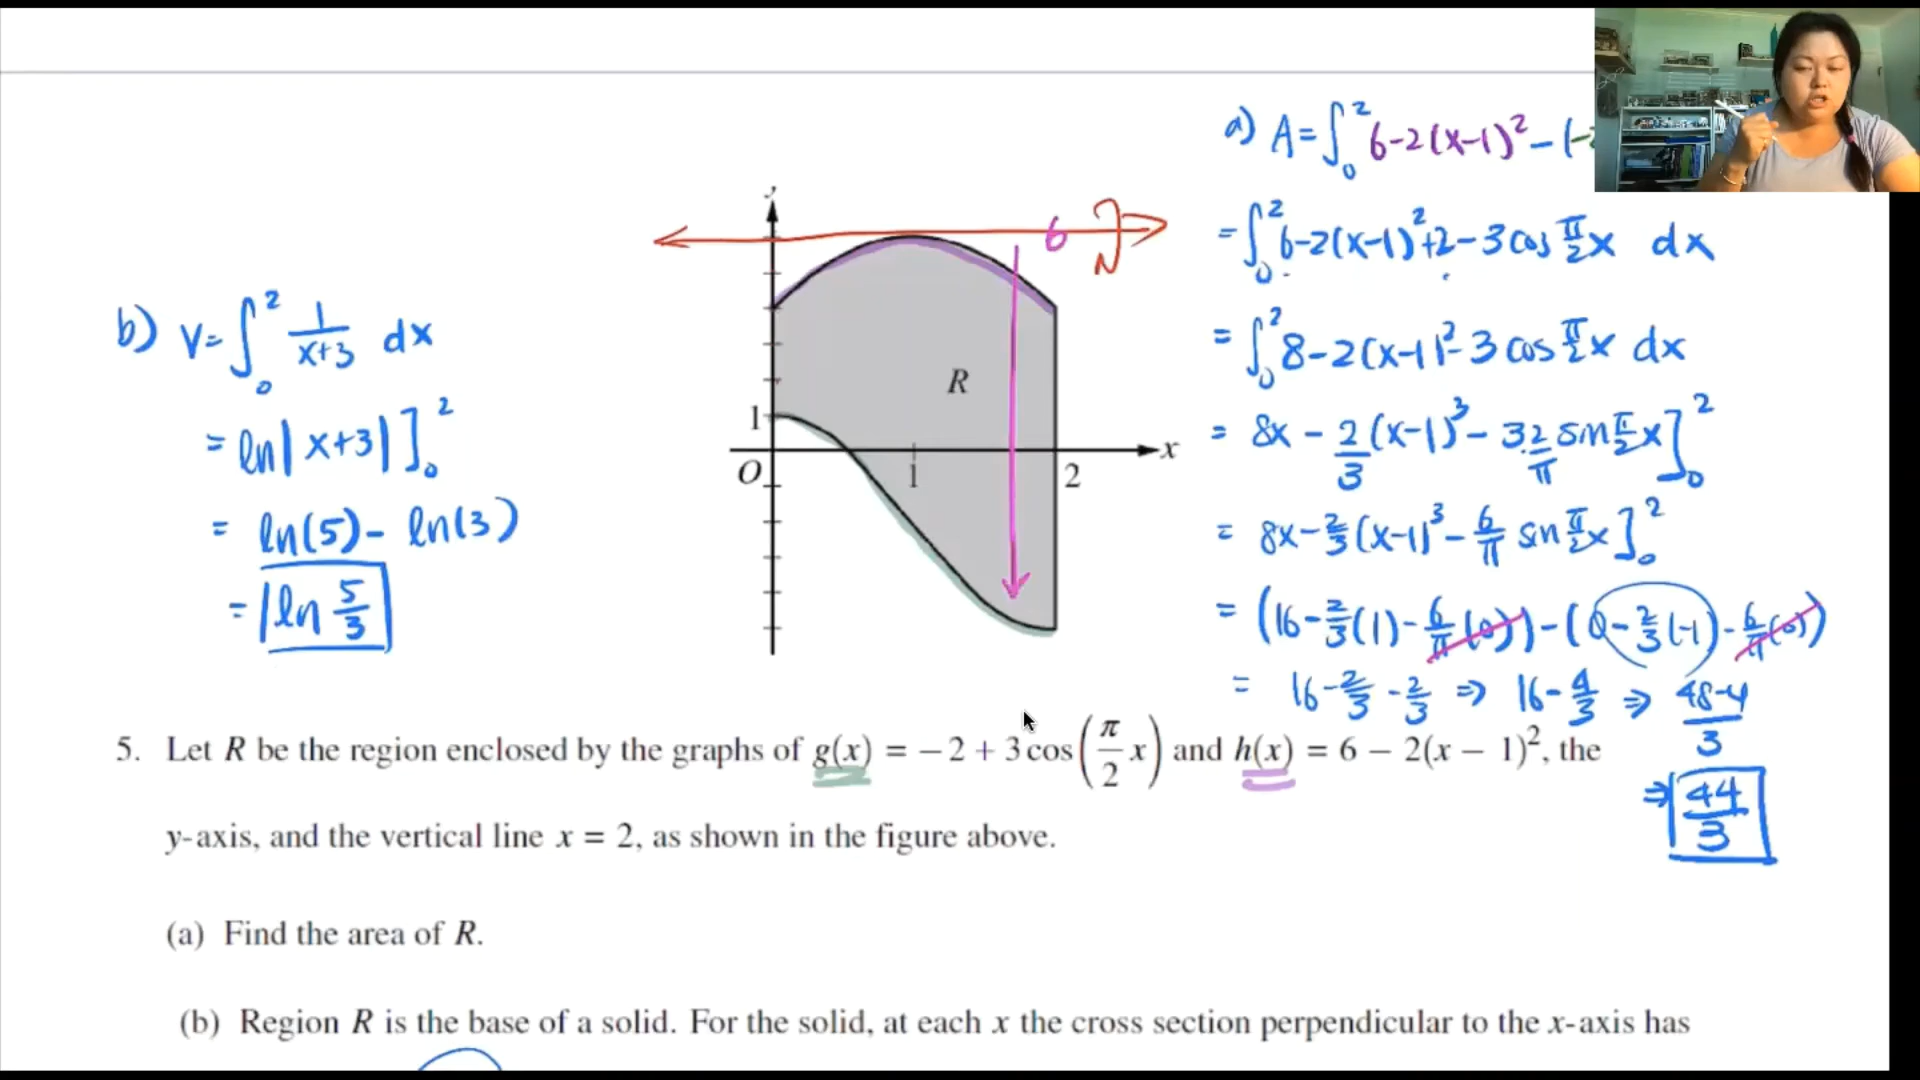 a) A = ∫₀² 6-2(x-1)² - (-2
= ∫₀² 6-2(x-1)²+2-3cos π/2 x dx
= ∫₀² 8-2(x-1)²-3cos π/2 x dx
= 8x - 2/3 (x-1)³ - 3·2/π sin π/2 x ]₀²
= 8x - 2/3 (x-1)³ - 6/π sin π/2 x ]₀²
= (16 - 2/3 (1) - 6/π (0)) - (0 - 2/3 (-1) - 6/π (0))
= 16 - 2/3 - 2/3 ⇒ 16 - 4/3 ⇒ 48-4/3
⇒ 44/3
b) V = ∫₀² 1/x+3 dx
= ln|x+3| ]₀²
= ln(5) - ln(3)
= ln 5/3
6
R
1
x
O
1
2
5. Let R be the region enclosed by the graphs of g(x) = −2 + 3 cos(π/2 x) and h(x) = 6 − 2(x − 1)², the
y-axis, and the vertical line x = 2, as shown in the figure above.
(a) Find the area of R.
(b) Region R is the base of a solid. For the solid, at each x the cross section perpendicular to the x-axis has